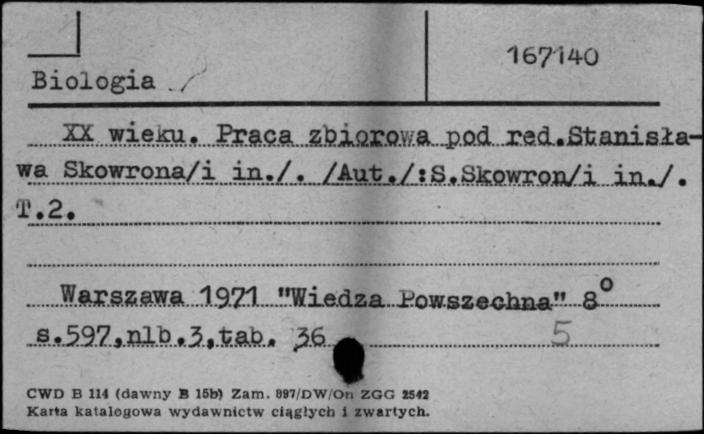 167140
Biologia
XX wieku. Praca zbiorowa pod red.Stanisła-
wa Skowrona/i in./. /Aut./:S.Skowron/i in./.
T.2.
Warszawa 1971 "Wiedza Powszechna" 8°
s.597,nlb.3,tab. 36
5
CWD B 114 (dawny B 15b) Zam. 897/DW/On ZGG 2542
Karta katalogowa wydawnictw ciągłych i zwartych.